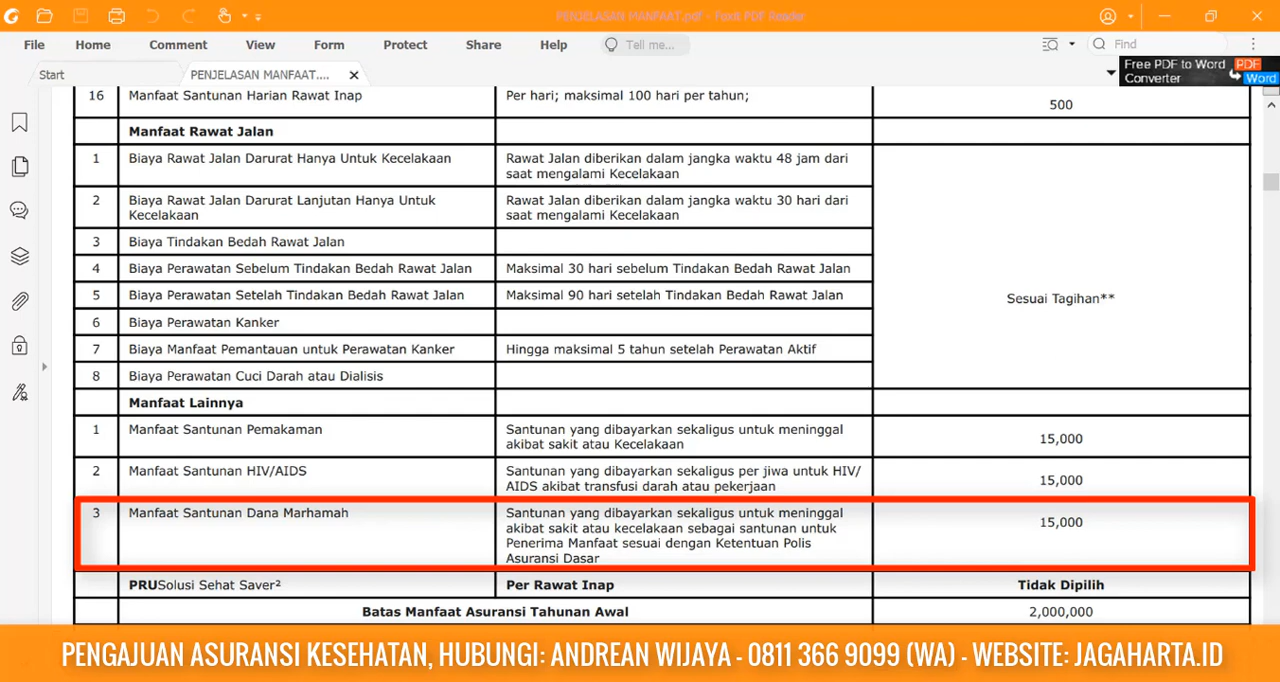 PENJELASAN MANFAAT.pdf - Foxit PDF Reader
File Home Comment View Form Protect Share Help Tell me... Find
Start PENJELASAN MANFAAT....
Free PDF to Word PDF
Converter Word
16 Manfaat Santunan Harian Rawat Inap Per hari; maksimal 100 hari per tahun; 500
Manfaat Rawat Jalan
1 Biaya Rawat Jalan Darurat Hanya Untuk Kecelakaan Rawat Jalan diberikan dalam jangka waktu 48 jam dari
saat mengalami Kecelakaan
2 Biaya Rawat Jalan Darurat Lanjutan Hanya Untuk Rawat Jalan diberikan dalam jangka waktu 30 hari dari
Kecelakaan saat mengalami Kecelakaan
3 Biaya Tindakan Bedah Rawat Jalan
4 Biaya Perawatan Sebelum Tindakan Bedah Rawat Jalan Maksimal 30 hari sebelum Tindakan Bedah Rawat Jalan
5 Biaya Perawatan Setelah Tindakan Bedah Rawat Jalan Maksimal 90 hari setelah Tindakan Bedah Rawat Jalan
Sesuai Tagihan**
6 Biaya Perawatan Kanker
7 Biaya Manfaat Pemantauan untuk Perawatan Kanker Hingga maksimal 5 tahun setelah Perawatan Aktif
8 Biaya Perawatan Cuci Darah atau Dialisis
Manfaat Lainnya
1 Manfaat Santunan Pemakaman Santunan yang dibayarkan sekaligus untuk meninggal
akibat sakit atau Kecelakaan 15,000
2 Manfaat Santunan HIV/AIDS Santunan yang dibayarkan sekaligus per jiwa untuk HIV/
AIDS akibat transfusi darah atau pekerjaan 15,000
3 Manfaat Santunan Dana Marhamah Santunan yang dibayarkan sekaligus untuk meninggal
akibat sakit atau kecelakaan sebagai santunan untuk 15,000
Penerima Manfaat sesuai dengan Ketentuan Polis
Asuransi Dasar
PRUSolusi Sehat Saver² Per Rawat Inap Tidak Dipilih
Batas Manfaat Asuransi Tahunan Awal 2,000,000
PENGAJUAN ASURANSI KESEHATAN, HUBUNGI: ANDREAN WIJAYA - 0811 366 9099 (WA) - WEBSITE: JAGAHARTA.ID